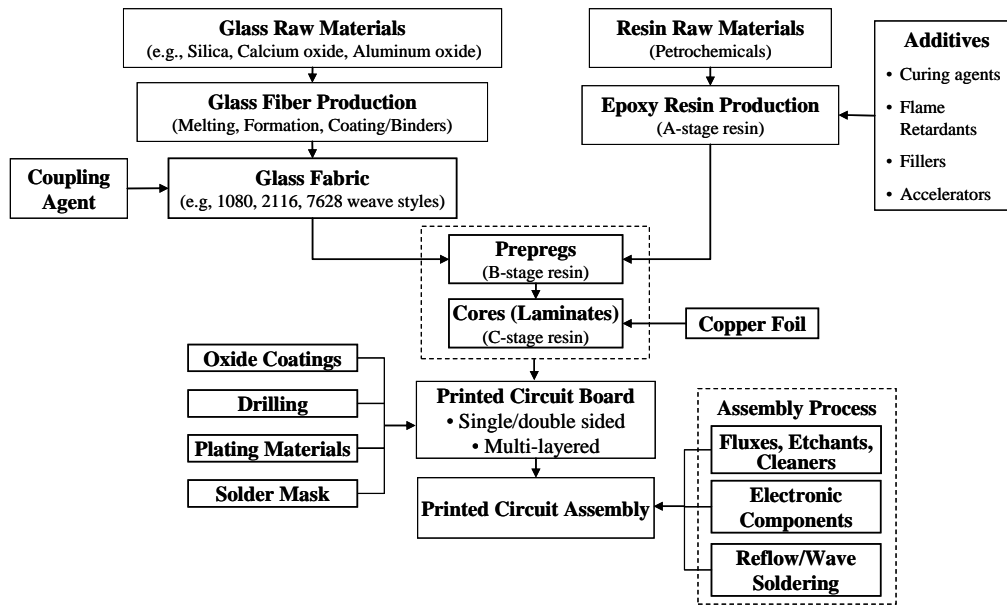 Glass Raw Materials
(e.g., Silica, Calcium oxide, Aluminum oxide)
Resin Raw Materials
(Petrochemicals)
Additives
• Curing agents
• Flame
Retardants
• Fillers
• Accelerators
Glass Fiber Production
(Melting, Formation, Coating/Binders)
Epoxy Resin Production
(A-stage resin)
Coupling
Agent
Glass Fabric
(e.g, 1080, 2116, 7628 weave styles)
Prepregs
(B-stage resin)
Cores (Laminates)
(C-stage resin)
Copper Foil
Oxide Coatings
Drilling
Plating Materials
Solder Mask
Printed Circuit Board
• Single/double sided
• Multi-layered
Printed Circuit Assembly
Assembly Process
Fluxes, Etchants,
Cleaners
Electronic
Components
Reflow/Wave
Soldering